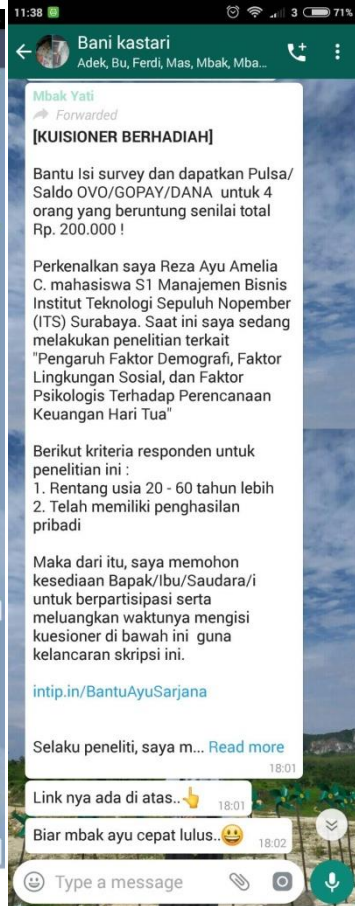 11:38 3 71%
Bani kastari
Adek, Bu, Ferdi, Mas, Mbak, Mba...
Mbak Yati
Forwarded
[KUISIONER BERHADIAH]
Bantu Isi survey dan dapatkan Pulsa/
Saldo OVO/GOPAY/DANA untuk 4
orang yang beruntung senilai total
Rp. 200.000 !
Perkenalkan saya Reza Ayu Amelia
C. mahasiswa S1 Manajemen Bisnis
Institut Teknologi Sepuluh Nopember
(ITS) Surabaya. Saat ini saya sedang
melakukan penelitian terkait
"Pengaruh Faktor Demografi, Faktor
Lingkungan Sosial, dan Faktor
Psikologis Terhadap Perencanaan
Keuangan Hari Tua"
Berikut kriteria responden untuk
penelitian ini :
1. Rentang usia 20 - 60 tahun lebih
2. Telah memiliki penghasilan
pribadi
Maka dari itu, saya memohon
kesediaan Bapak/Ibu/Saudara/i
untuk berpartisipasi serta
meluangkan waktunya mengisi
kuesioner di bawah ini guna
kelancaran skripsi ini.
intip.in/BantuAyuSarjana
Selaku peneliti, saya m... Read more
18:01
Link nya ada di atas..👆 18:01
Biar mbak ayu cepat lulus..😃 18:02
Type a message